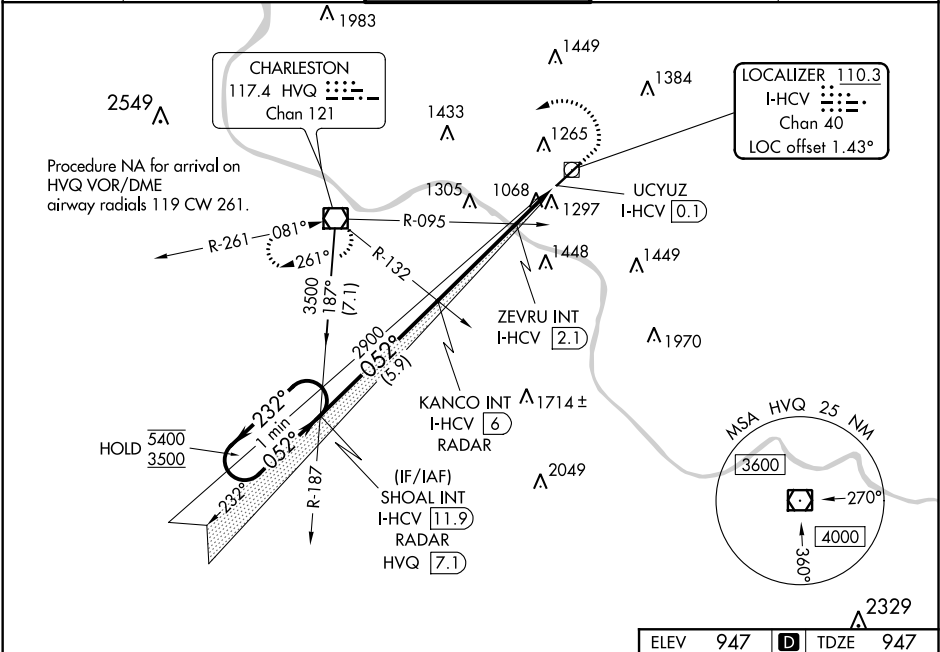 1983
1449
CHARLESTON
117.4 HVQ
Chan 121
LOCALIZER 110.3
I-HCV
Chan 40
LOC offset 1.43°
1384
2549
1433
1265
Procedure NA for arrival on
HVQ VOR/DME
airway radials 119 CW 261.
1305
1068
1297
UCYUZ
I-HCV 0.1
R-095
R-261
081°
261°
R-132
1448
1449
3500
187°
(7.1)
ZEVRU INT
I-HCV 2.1
1970
2900
052°
(5.9)
KANCO INT
I-HCV 6
RADAR
1714 ±
232°
1 min
052°
HOLD 5400
3500
MSA HVQ 25 NM
3600
270°
4000
360°
2049
232°
R-187
(IF/IAF)
SHOAL INT
I-HCV 11.9
RADAR
HVQ 7.1
2329
ELEV 947 D TDZE 947